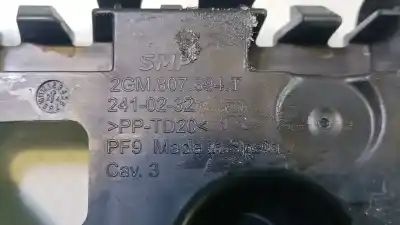 SMP
2GM.807.394.T
241-02-32
>PP-TD20<
PF9 Made in Spain
Cav. 3